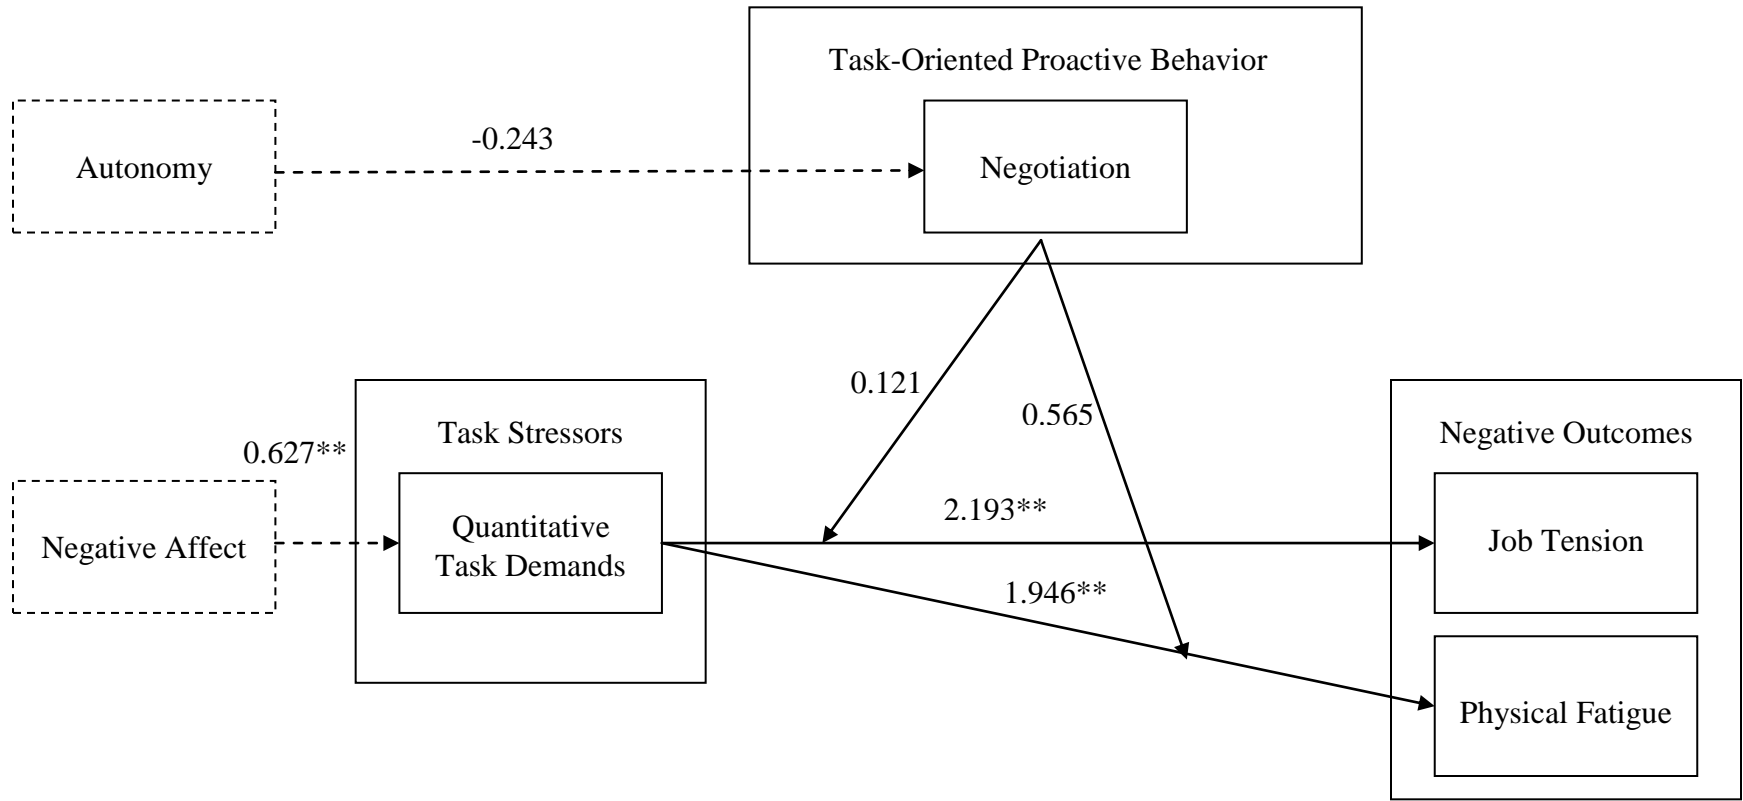 Task-Oriented Proactive Behavior
-0.243
Autonomy
Negotiation
0.121
0.565
Task Stressors
Negative Outcomes
0.627**
2.193**
Quantitative
Task Demands
Negative Affect
Job Tension
1.946**
Physical Fatigue